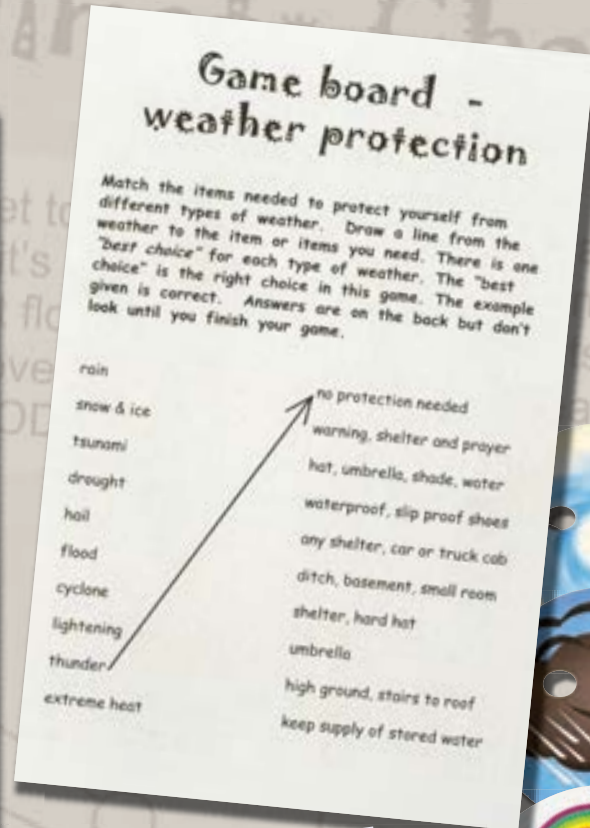 Game board -
weather protection
Match the items needed to protect yourself from
different types of weather. Draw a line from the
weather to the item or items you need. There is one
"best choice" for each type of weather. The "best
choice" is the right choice in this game. The example
given is correct. Answers are on the back but don't
look until you finish your game.
rain
snow & ice
tsunami
drought
hail
flood
cyclone
lightening
thunder
extreme heat
no protection needed
warning, shelter and prayer
hat, umbrella, shade, water
waterproof, slip proof shoes
any shelter, car or truck cab
ditch, basement, small room
shelter, hard hat
umbrella
high ground, stairs to roof
keep supply of stored water